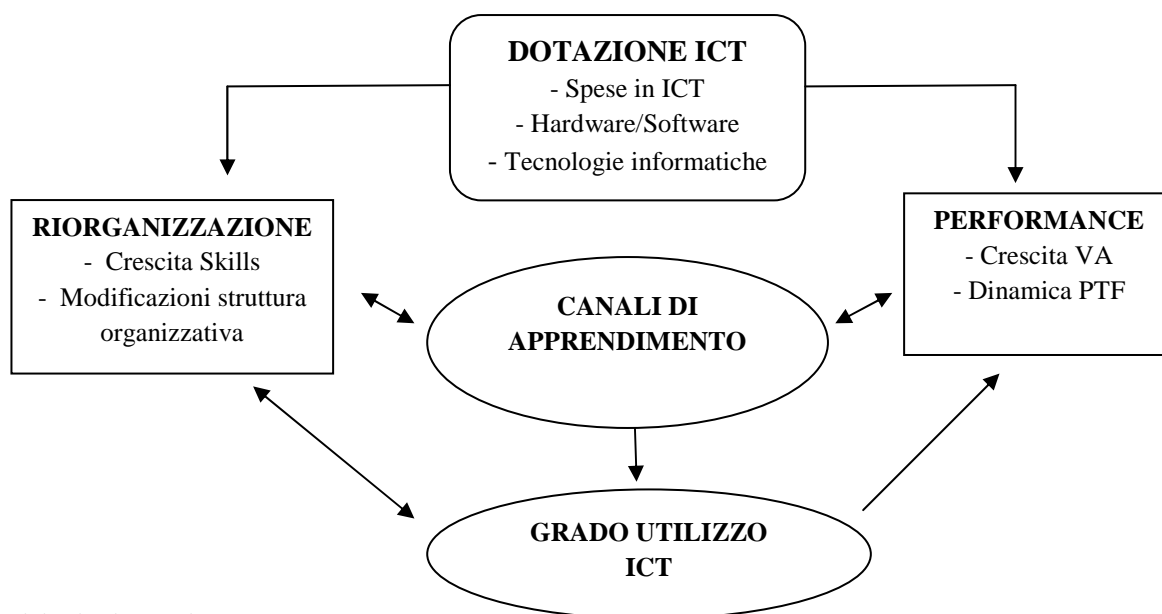 DOTAZIONE ICT
- Spese in ICT
- Hardware/Software
- Tecnologie informatiche
RIORGANIZZAZIONE
- Crescita Skills
- Modificazioni struttura
organizzativa
PERFORMANCE
- Crescita VA
- Dinamica PTF
CANALI DI
APPRENDIMENTO
GRADO UTILIZZO
ICT